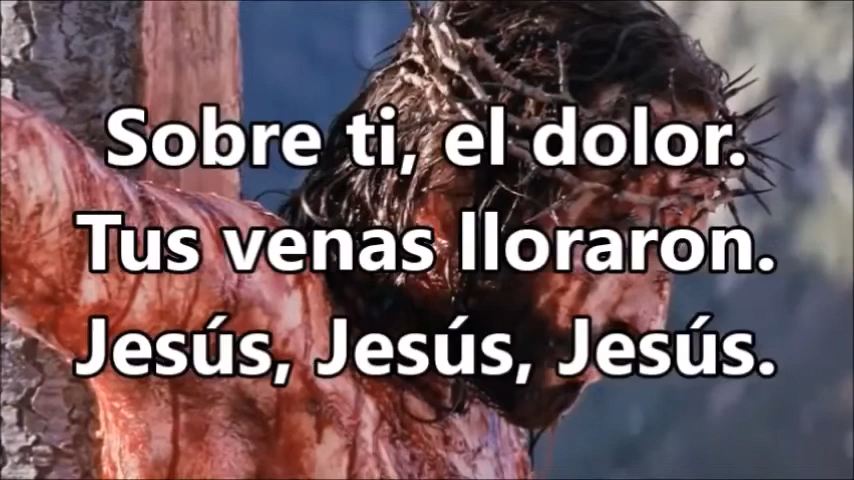 Sobre ti, el dolor.
Tus venas lloraron.
Jesús, Jesús, Jesús.